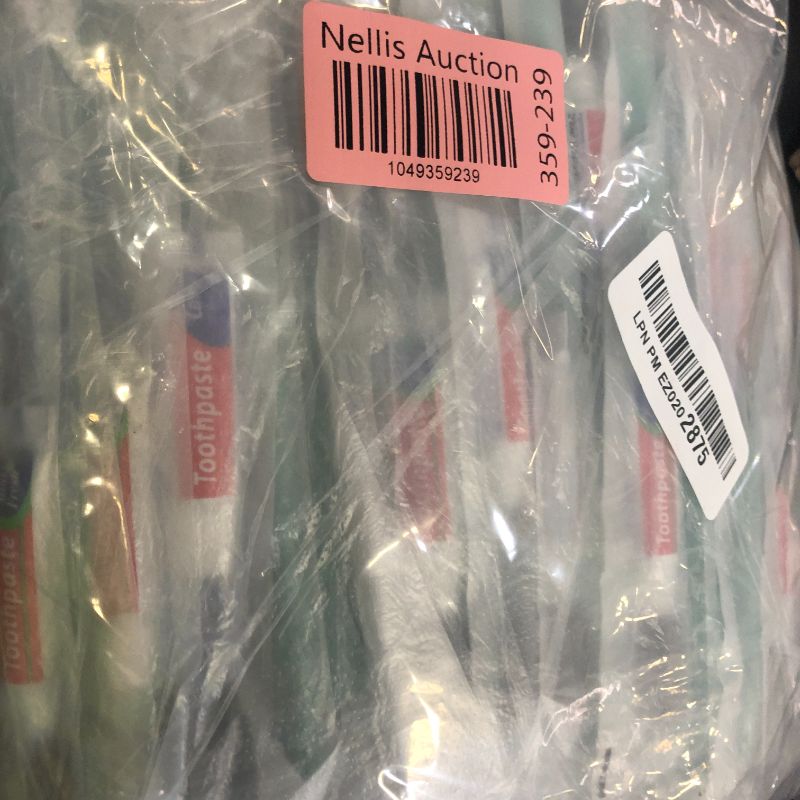 Nellis Auction
359-239
1049359239
LPN PM EZ0202875
Toothpaste
Toothpaste
Toothpaste